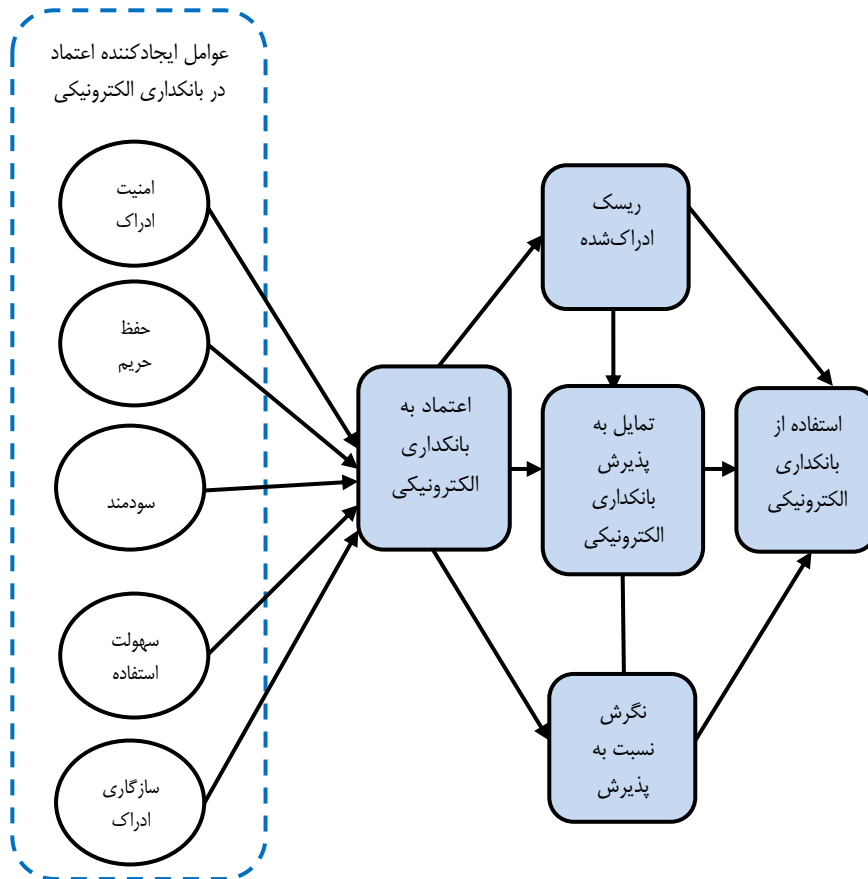 عوامل ایجادکننده اعتماد
در بانکداری الکترونیکی
امنیت
ادراک
حفظ
حریم
سودمند
سهولت
استفاده
سازگاری
ادراک
اعتماد به
بانکداری
الکترونیکی
ریسک
ادراک‌شده
تمایل به
پذیرش
بانکداری
الکترونیکی
نگرش
نسبت به
پذیرش
استفاده از
بانکداری
الکترونیکی